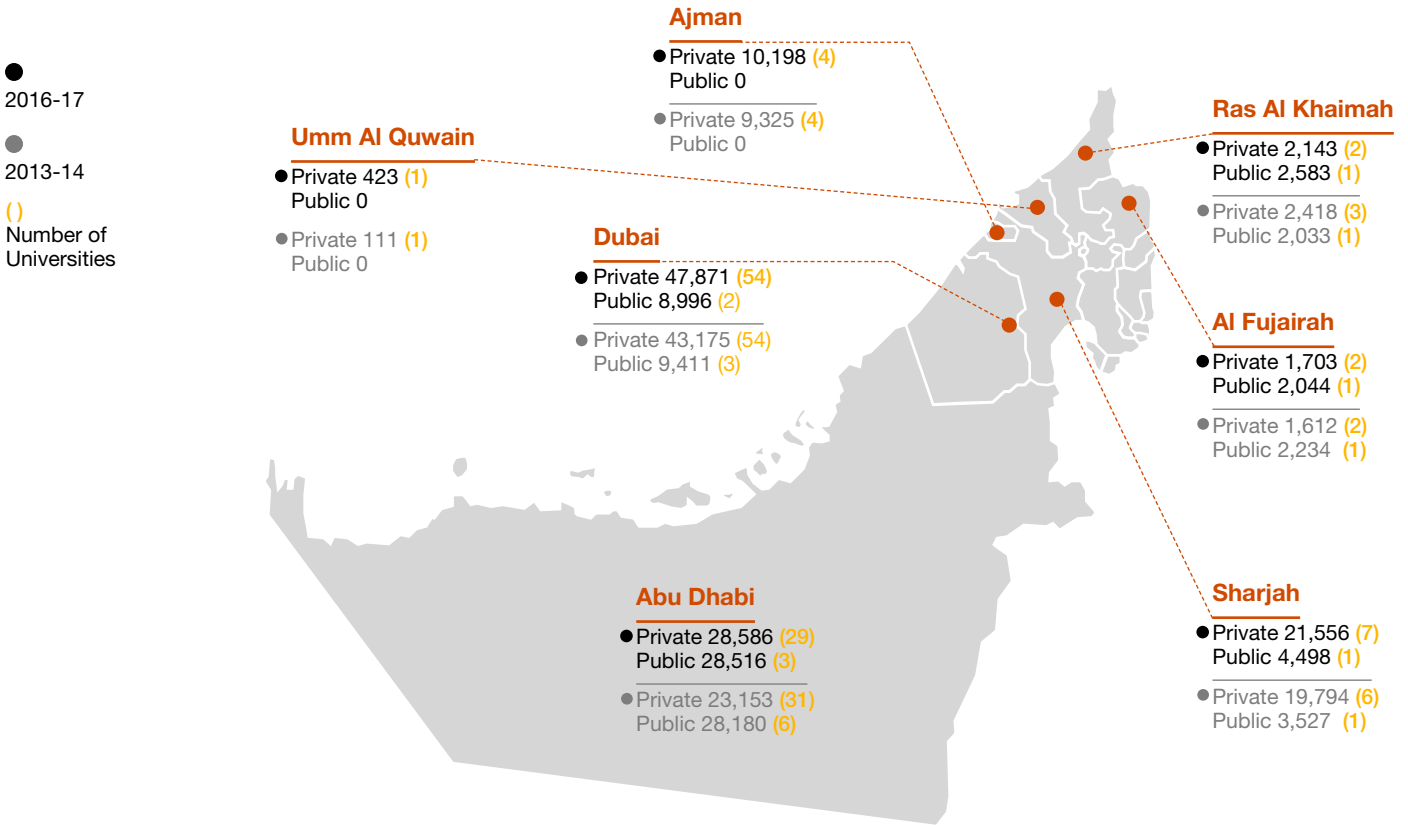 2016-17
2013-14
( )
Number of
Universities
Ajman
Private 10,198 (4)
Public 0
Private 9,325 (4)
Public 0
Umm Al Quwain
Private 423 (1)
Public 0
Private 111 (1)
Public 0
Dubai
Private 47,871 (54)
Public 8,996 (2)
Private 43,175 (54)
Public 9,411 (3)
Ras Al Khaimah
Private 2,143 (2)
Public 2,583 (1)
Private 2,418 (3)
Public 2,033 (1)
Al Fujairah
Private 1,703 (2)
Public 2,044 (1)
Private 1,612 (2)
Public 2,234 (1)
Abu Dhabi
Private 28,586 (29)
Public 28,516 (3)
Private 23,153 (31)
Public 28,180 (6)
Sharjah
Private 21,556 (7)
Public 4,498 (1)
Private 19,794 (6)
Public 3,527 (1)